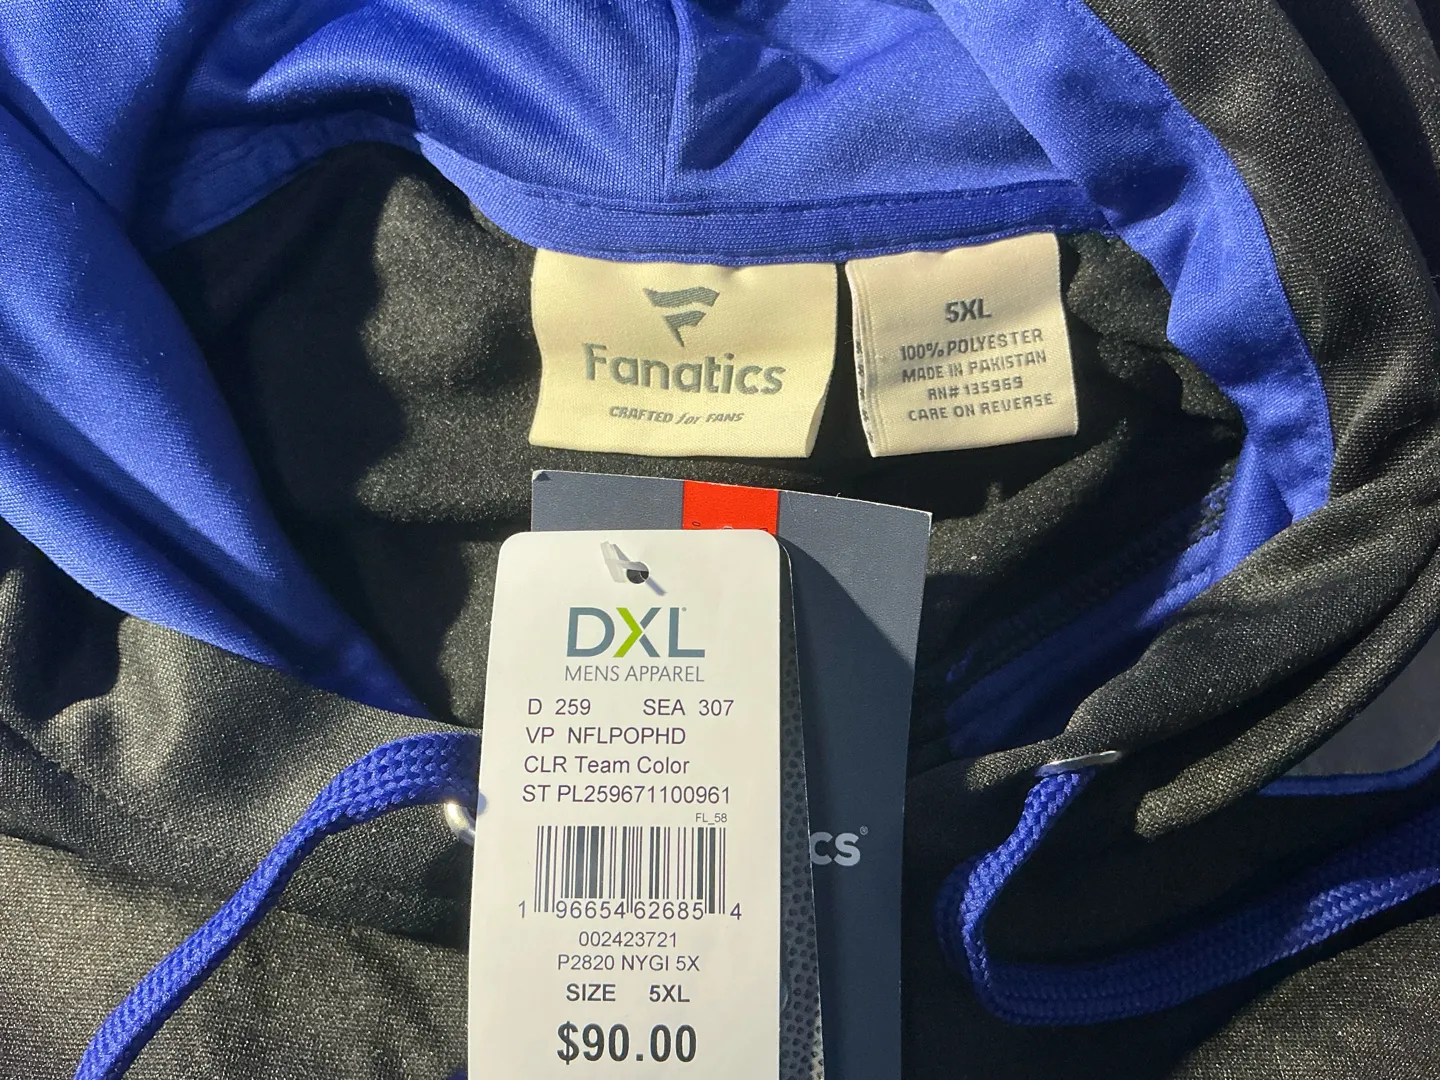 Fanatics
CRAFTED for FANS
5XL
100% POLYESTER
MADE IN PAKISTAN
RN# 135969
CARE ON REVERSE
DXL
MENS APPAREL
D 259 SEA 307
VP NFLPOPHD
CLR Team Color
ST PL259671100961
FL_58
1 96654 62685 4
002423721
P2820 NYGI 5X
SIZE 5XL
$90.00
CS®